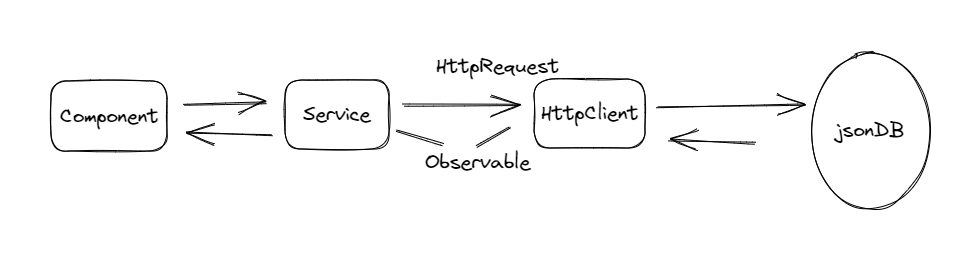 HttpRequest
Component
Service
HttpClient
jsonDB
Observable